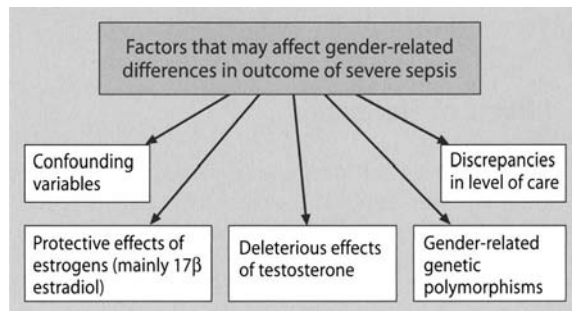 Factors that may affect gender-related
differences in outcome of severe sepsis
Confounding
variables
Discrepancies
in level of care
Protective effects of
estrogens (mainly 17β
estradiol)
Deleterious effects
of testosterone
Gender-related
genetic
polymorphisms